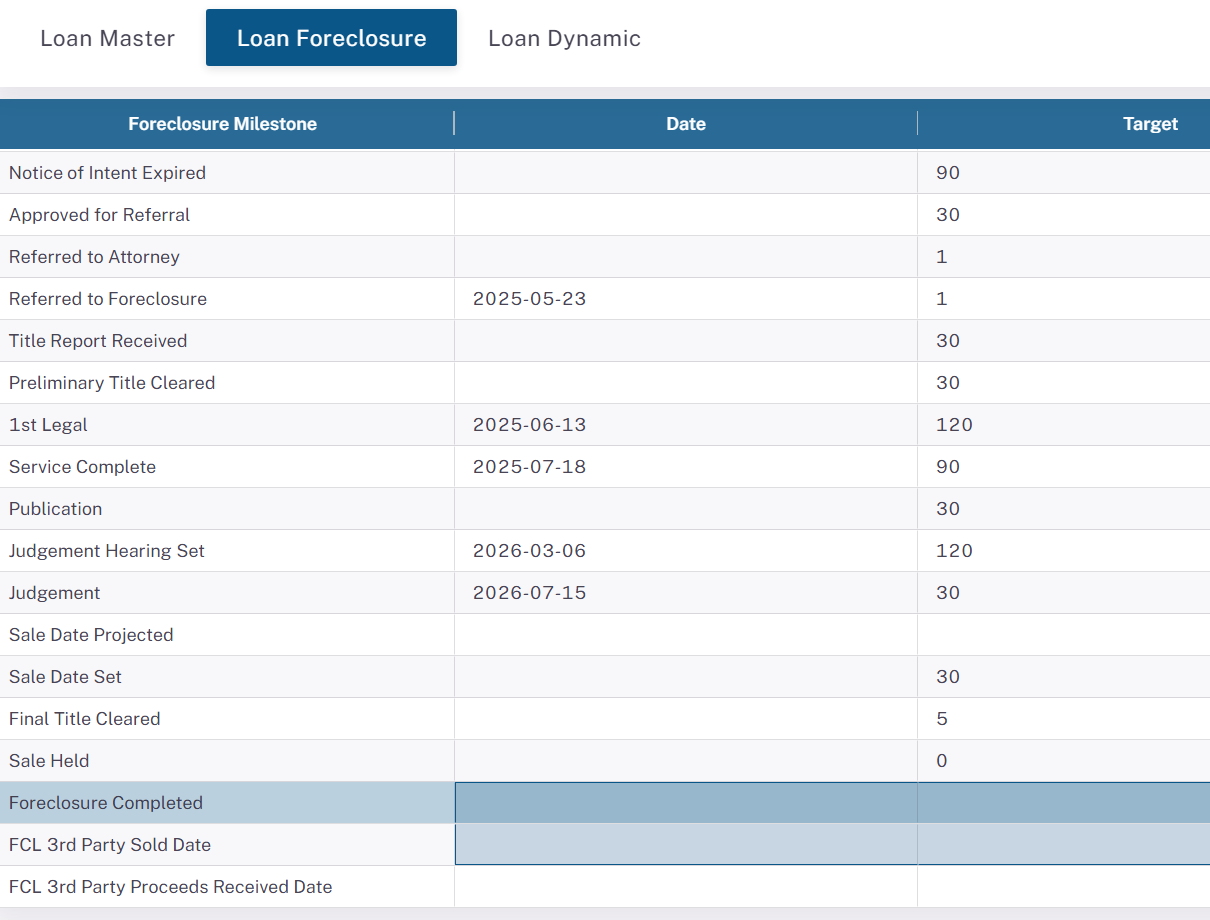 Loan Master Loan Foreclosure Loan Dynamic
Foreclosure Milestone Date Target
Notice of Intent Expired 90
Approved for Referral 30
Referred to Attorney 1
Referred to Foreclosure 2025-05-23 1
Title Report Received 30
Preliminary Title Cleared 30
1st Legal 2025-06-13 120
Service Complete 2025-07-18 90
Publication 30
Judgement Hearing Set 2026-03-06 120
Judgement 2026-07-15 30
Sale Date Projected
Sale Date Set 30
Final Title Cleared 5
Sale Held 0
Foreclosure Completed
FCL 3rd Party Sold Date
FCL 3rd Party Proceeds Received Date